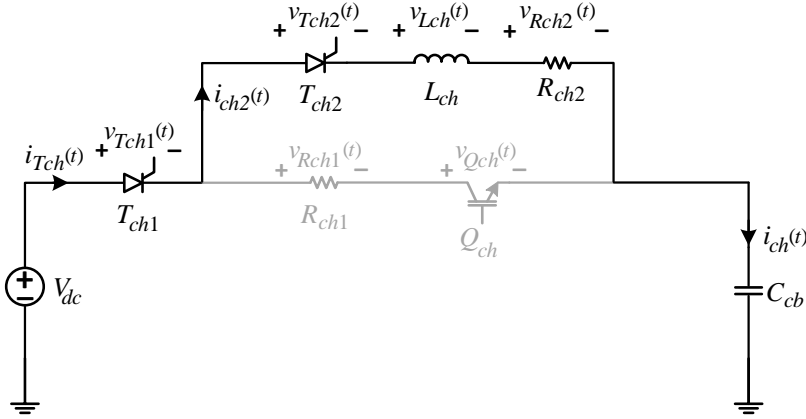 + v_Tch2(t) − + v_Lch(t) − + v_Rch2(t) −
i_ch2(t) T_ch2 L_ch R_ch2
i_Tch(t) + v_Tch1(t) − + v_Rch1(t) − + v_Qch(t) −
T_ch1 R_ch1 Q_ch i_ch(t)
+ − V_dc C_cb